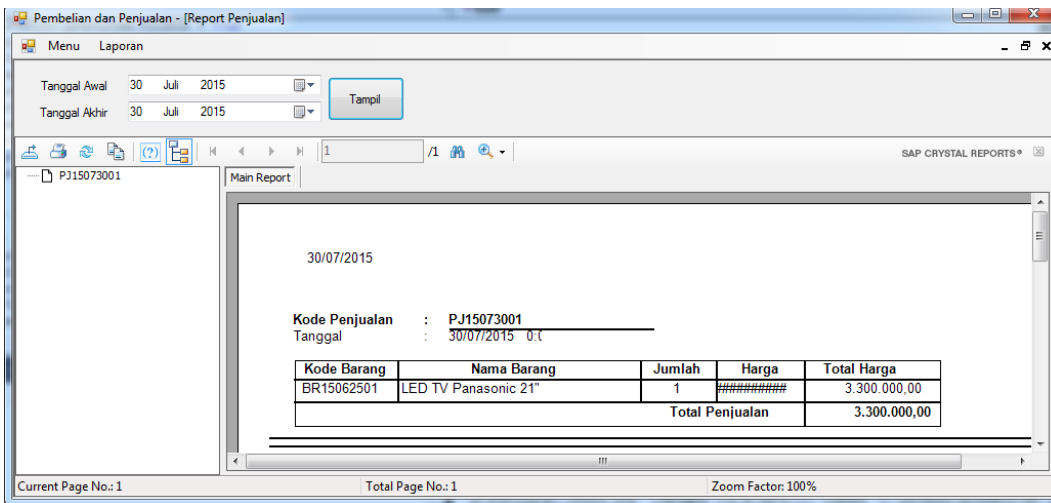 Pembelian dan Penjualan - [Report Penjualan]
Menu Laporan
Tanggal Awal 30 Juli 2015
Tampil
Tanggal Akhir 30 Juli 2015
1 /1 SAP CRYSTAL REPORTS®
PJ15073001
Main Report
30/07/2015
Kode Penjualan : PJ15073001
Tanggal : 30/07/2015 0:(
Kode Barang Nama Barang Jumlah Harga Total Harga
BR15062501 LED TV Panasonic 21" 1 ########## 3.300.000,00
Total Penjualan 3.300.000,00
Current Page No.: 1 Total Page No.: 1 Zoom Factor: 100%